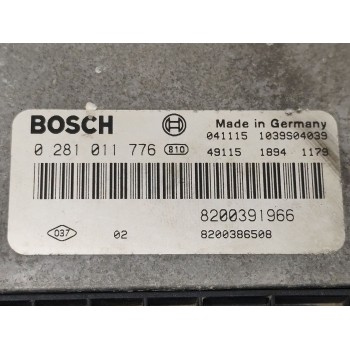 BOSCH Made in Germany
041115 1039S04039
0 281 011 776 810 49115 1894 1179
8200391966
037 02 8200386508